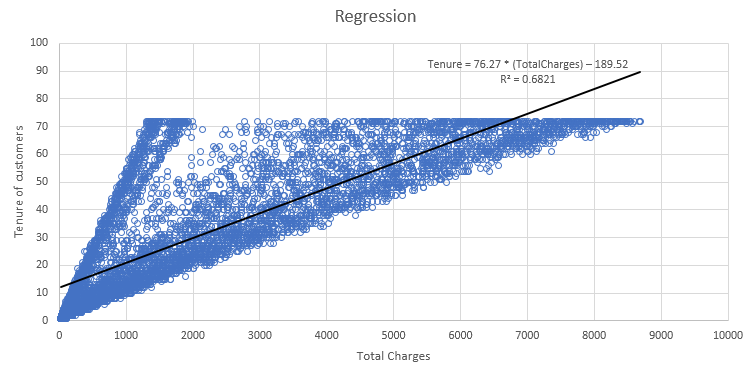 Regression
100
90
80
70
60
50
40
30
20
10
0
Tenure of customers
Tenure = 76.27 * (TotalCharges) – 189.52
R² = 0.6821
0 1000 2000 3000 4000 5000 6000 7000 8000 9000 10000
Total Charges